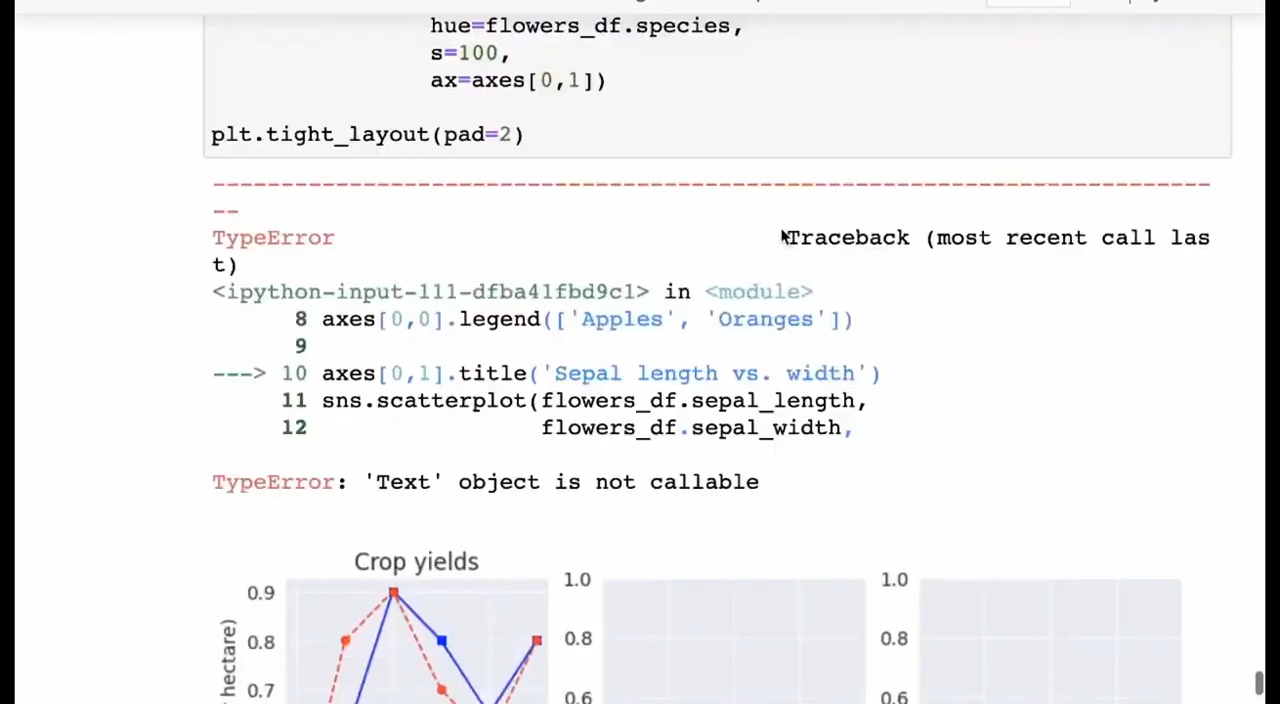 hue=flowers_df.species,
s=100,
ax=axes[0,1])
plt.tight_layout(pad=2)
---------------------------------------------------------------------------
--
TypeError                                 Traceback (most recent call las
t)
<ipython-input-111-dfba41fbd9c1> in <module>
8 axes[0,0].legend(['Apples', 'Oranges'])
9
---> 10 axes[0,1].title('Sepal length vs. width')
11 sns.scatterplot(flowers_df.sepal_length,
12                 flowers_df.sepal_width,
TypeError: 'Text' object is not callable
Crop yields
0.9
0.8
0.7
hectare)
1.0
0.8
0.6
1.0
0.8
0.6